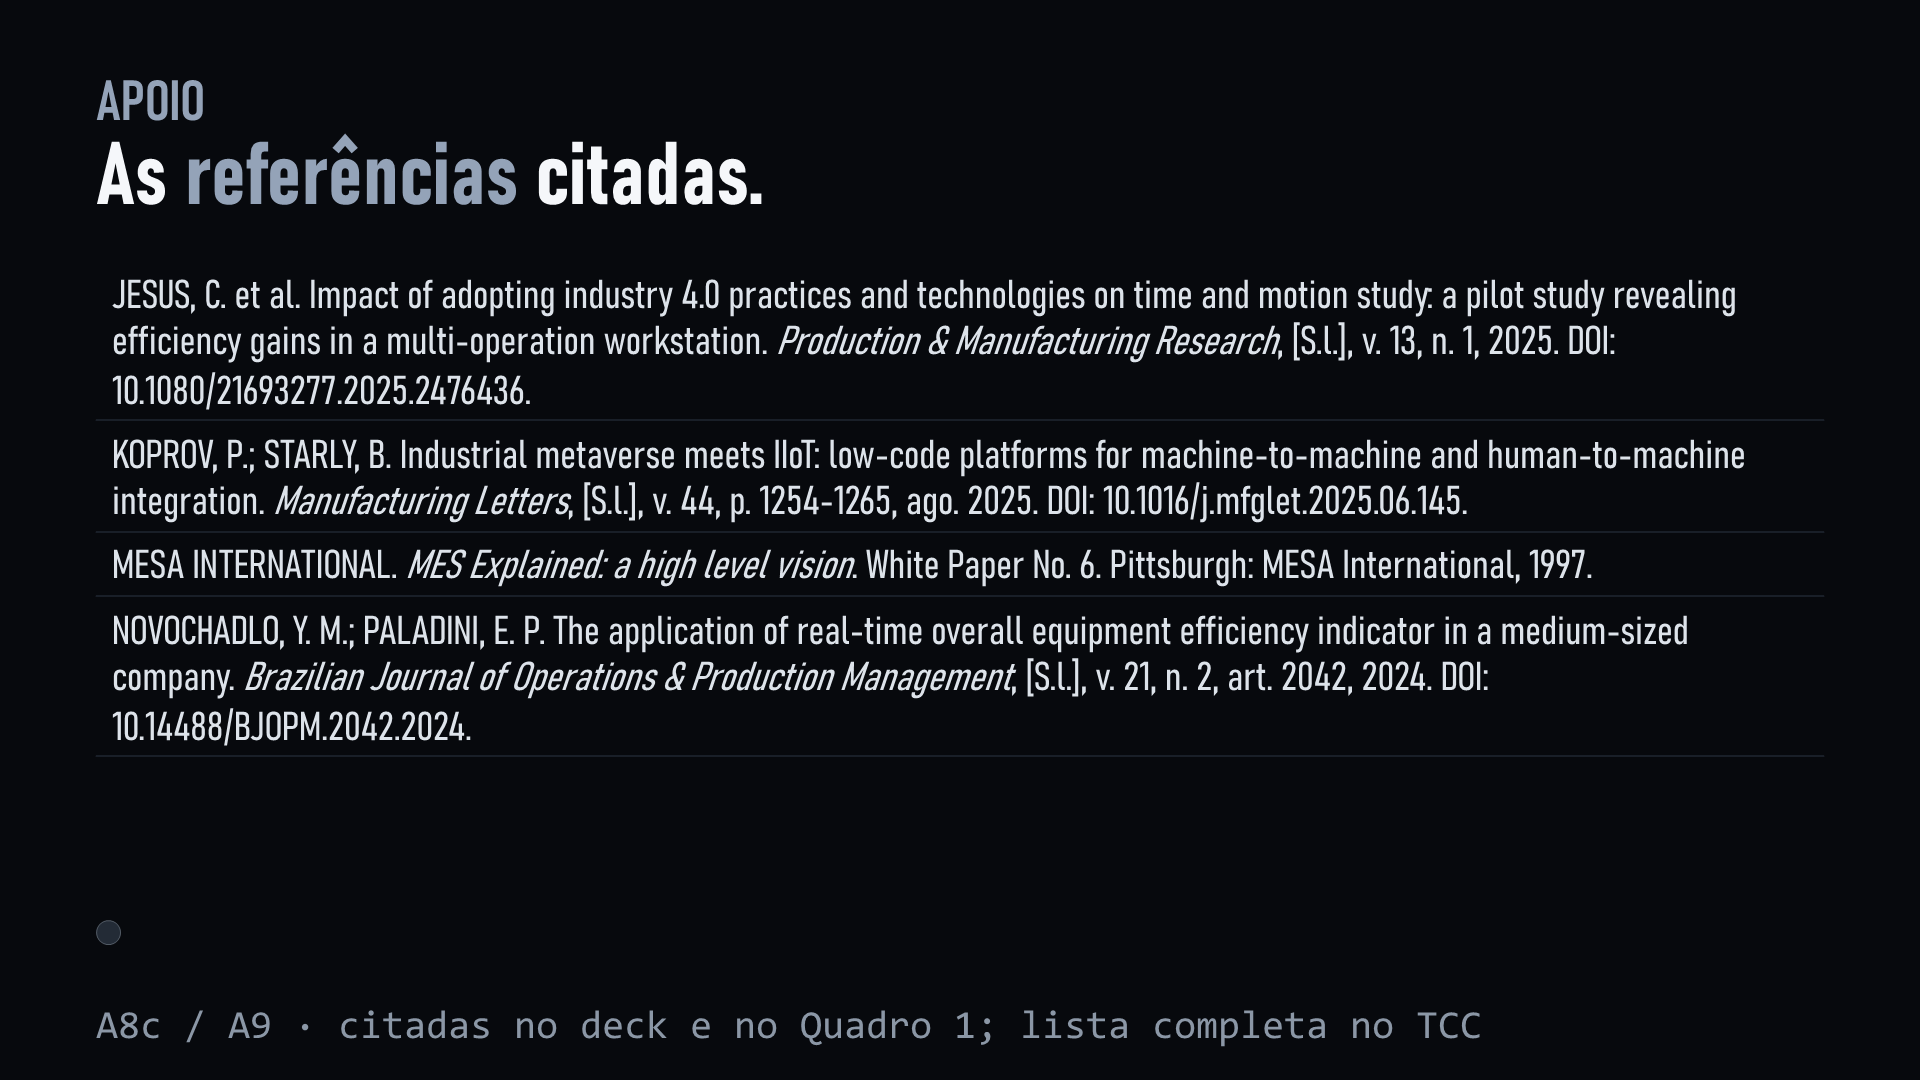 APOIO
As referências citadas.
JESUS, C. et al. Impact of adopting industry 4.0 practices and technologies on time and motion study: a pilot study revealing
efficiency gains in a multi-operation workstation. Production & Manufacturing Research, [S.l.], v. 13, n. 1, 2025. DOI:
10.1080/21693277.2025.2476436.
KOPROV, P.; STARLY, B. Industrial metaverse meets IIoT: low-code platforms for machine-to-machine and human-to-machine
integration. Manufacturing Letters, [S.l.], v. 44, p. 1254-1265, ago. 2025. DOI: 10.1016/j.mfglet.2025.06.145.
MESA INTERNATIONAL. MES Explained: a high level vision. White Paper No. 6. Pittsburgh: MESA International, 1997.
NOVOCHADLO, Y. M.; PALADINI, E. P. The application of real-time overall equipment efficiency indicator in a medium-sized
company. Brazilian Journal of Operations & Production Management, [S.l.], v. 21, n. 2, art. 2042, 2024. DOI:
10.14488/BJOPM.2042.2024.
A8c / A9 · citadas no deck e no Quadro 1; lista completa no TCC